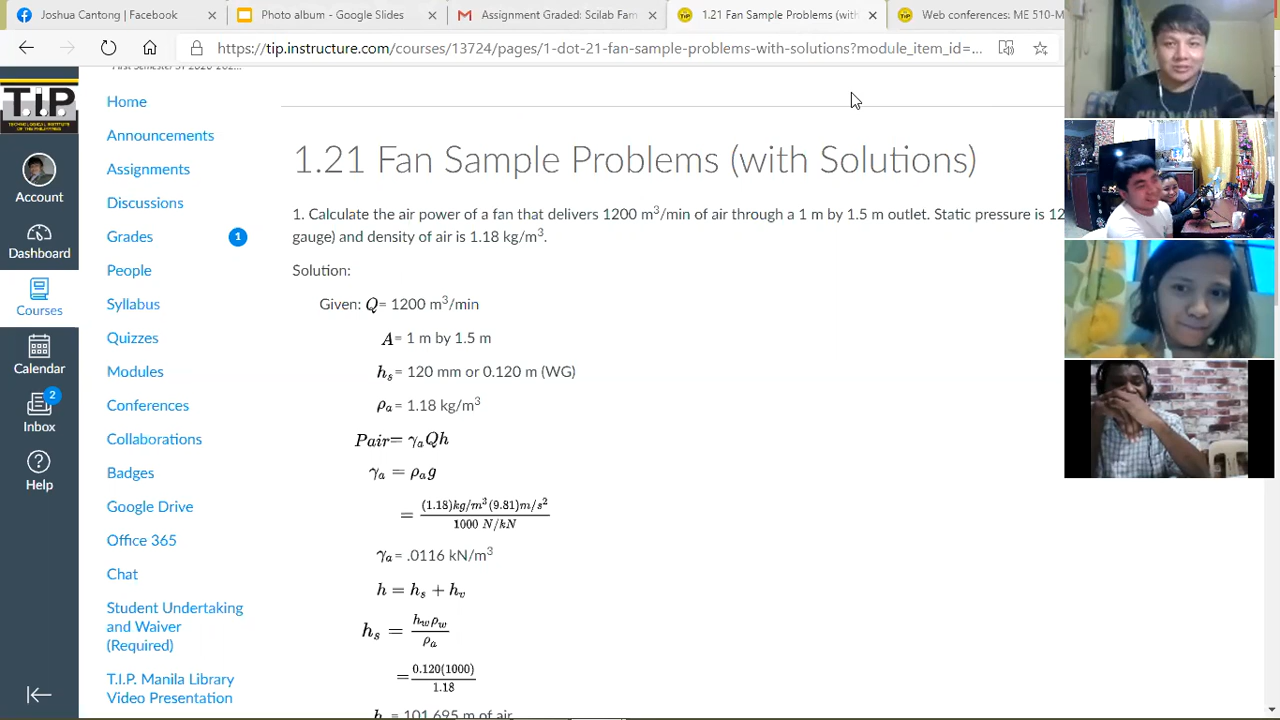 Joshua Cantong | Facebook
Photo album - Google Slides
Assignment Graded: Scilab Fam
1.21 Fan Sample Problems (with
Web conferences: ME 510-M
https://tip.instructure.com/courses/13724/pages/1-dot-21-fan-sample-problems-with-solutions?module_item_id=...
TIP
Account
Dashboard
Courses
Calendar
2
Inbox
Help
Home
Announcements
Assignments
Discussions
Grades 1
People
Syllabus
Quizzes
Modules
Conferences
Collaborations
Badges
Google Drive
Office 365
Chat
Student Undertaking
and Waiver
(Required)
T.I.P. Manila Library
Video Presentation
1.21 Fan Sample Problems (with Solutions)
1. Calculate the air power of a fan that delivers 1200 m³/min of air through a 1 m by 1.5 m outlet. Static pressure is 12
gauge) and density of air is 1.18 kg/m³
Solution:
Given: Q= 1200 m³/min
A= 1 m by 1.5 m
hₛ= 120 mm or 0.120 m (WG)
ρₐ= 1.18 kg/m³
Pair= γₐQh
γₐ = ρₐg
= (1.18)kg/m³(9.81)m/s² / 1000 N/kN
γₐ= .0116 kN/m³
h = hₛ + hᵥ
hₛ = h_wρ_w / ρₐ
= 0.120(1000) / 1.18
= 101.695 m of air